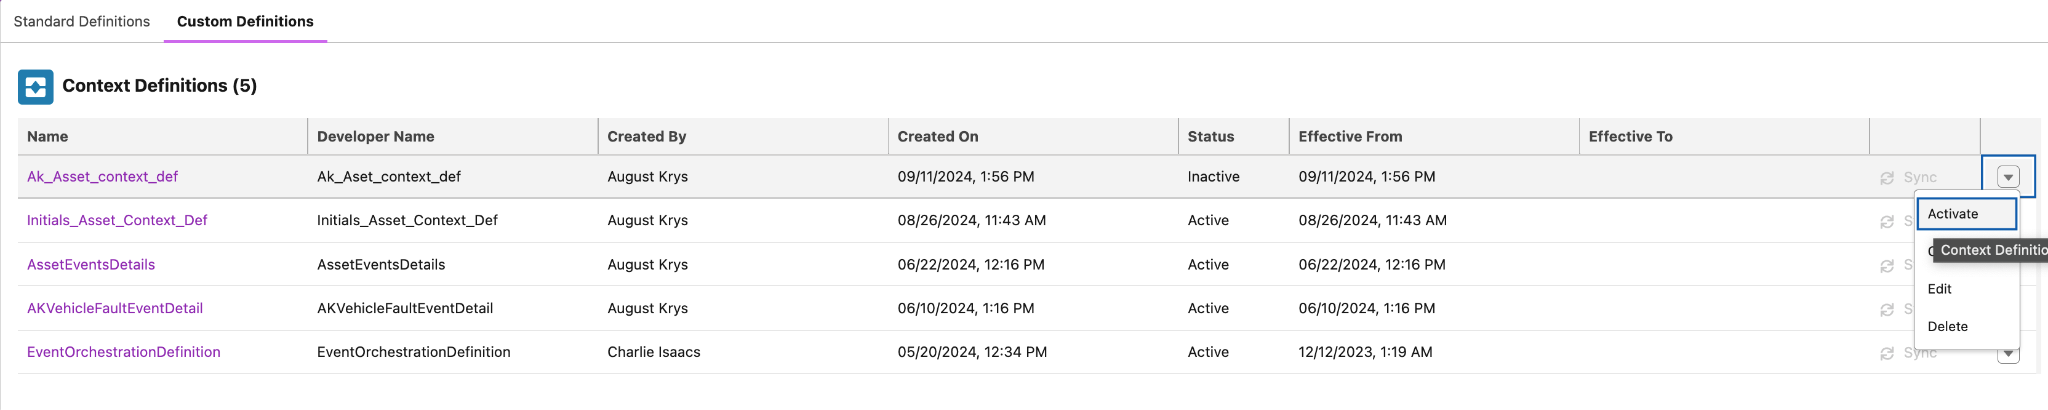 Standard Definitions Custom Definitions
Context Definitions (5)
Name Developer Name Created By Created On Status Effective From Effective To
Ak_Asset_context_def Ak_Aset_context_def August Krys 09/11/2024, 1:56 PM Inactive 09/11/2024, 1:56 PM Sync
Initials_Asset_Context_Def Initials_Asset_Context_Def August Krys 08/26/2024, 11:43 AM Active 08/26/2024, 11:43 AM
Activate
AssetEventsDetails AssetEventsDetails August Krys 06/22/2024, 12:16 PM Active 06/22/2024, 12:16 PM
Context Definitio
Edit
AKVehicleFaultEventDetail AKVehicleFaultEventDetail August Krys 06/10/2024, 1:16 PM Active 06/10/2024, 1:16 PM
Delete
EventOrchestrationDefinition EventOrchestrationDefinition Charlie Isaacs 05/20/2024, 12:34 PM Active 12/12/2023, 1:19 AM Sync